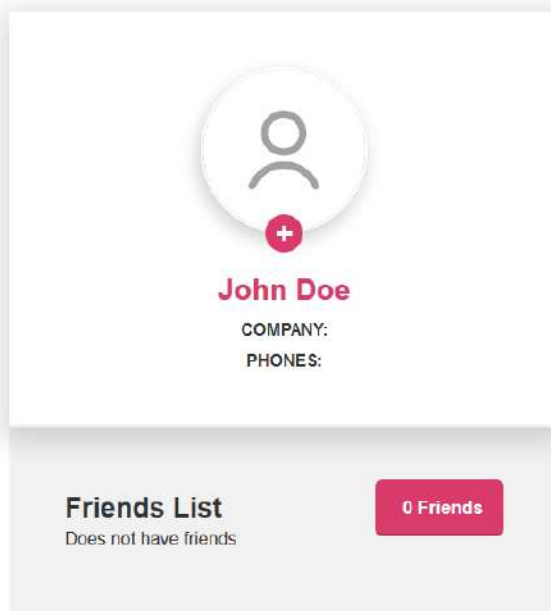 John Doe
COMPANY:
PHONES:
Friends List
0 Friends
Does not have friends